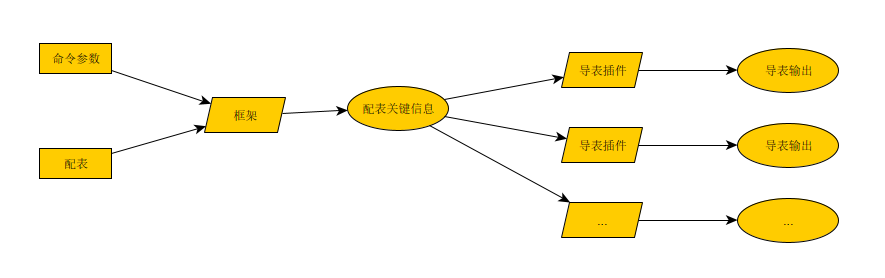 命令参数
配表
框架
配表关键信息
导表插件
导表输出
导表插件
导表输出
...
...